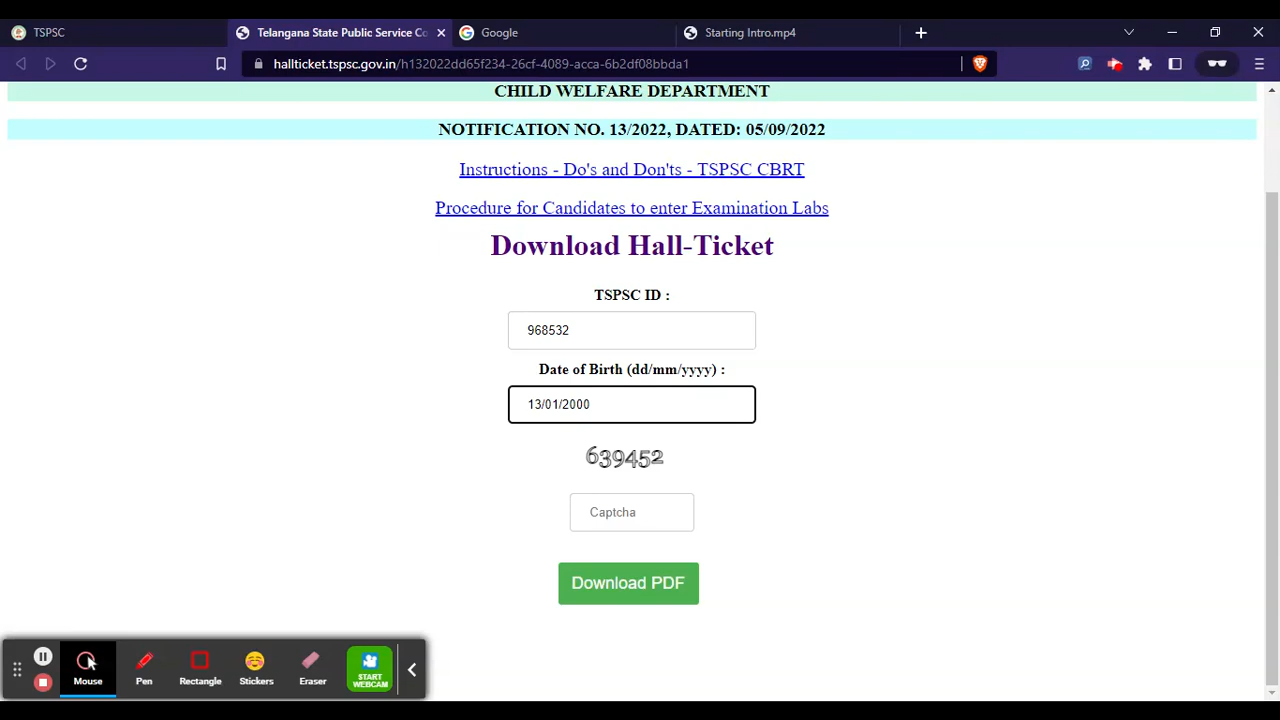 TSPSC
Telangana State Public Service Co
Google
Starting Intro.mp4
hallticket.tspsc.gov.in/h132022dd65f234-26cf-4089-acca-6b2df08bbda1
CHILD WELFARE DEPARTMENT
NOTIFICATION NO. 13/2022, DATED: 05/09/2022
Instructions - Do's and Don'ts - TSPSC CBRT
Procedure for Candidates to enter Examination Labs
Download Hall-Ticket
TSPSC ID :
968532
Date of Birth (dd/mm/yyyy) :
13/01/2000
639452
Captcha
Download PDF
Mouse
Pen
Rectangle
Stickers
Eraser
START
WEBCAM